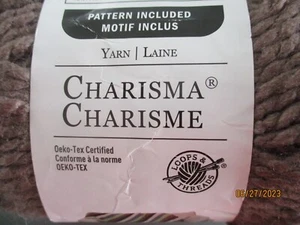 PATTERN INCLUDED
MOTIF INCLUS
YARN | LAINE
CHARISMA®
CHARISME
Oeko-Tex Certified
Conforme à la norme
OEKO-TEX
LOOPS &
THREADS
06/27/2023